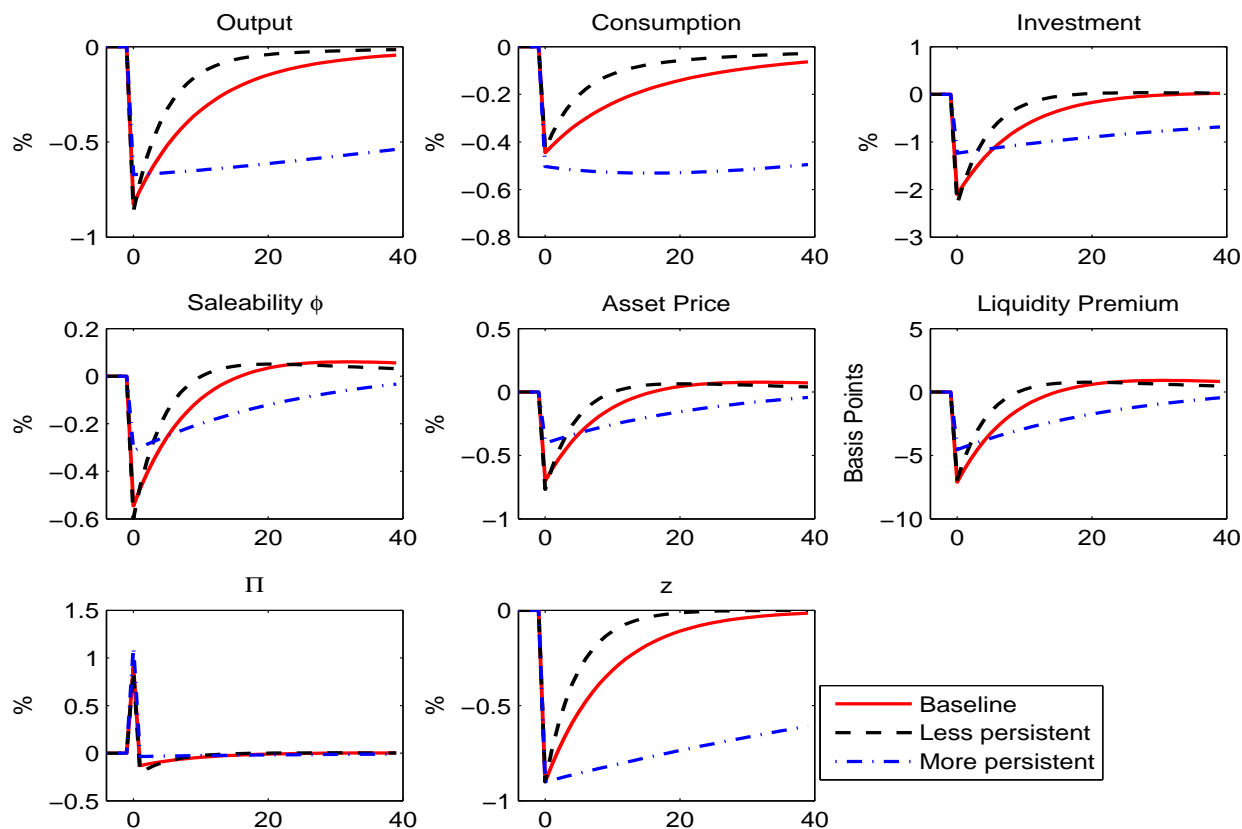 Output
Consumption
Investment
%
0
−0.5
−1
0 20 40
%
0
−0.2
−0.4
−0.6
−0.8
0 20 40
%
1
0
−1
−2
−3
0 20 40
Saleability ϕ
Asset Price
Liquidity Premium
%
0.2
0
−0.2
−0.4
−0.6
0 20 40
%
0.5
0
−0.5
−1
0 20 40
Basis Points
5
0
−5
−10
0 20 40
Π
z
%
1.5
1
0.5
0
−0.5
0 20 40
%
0
−0.5
−1
0 20 40
Baseline
Less persistent
More persistent